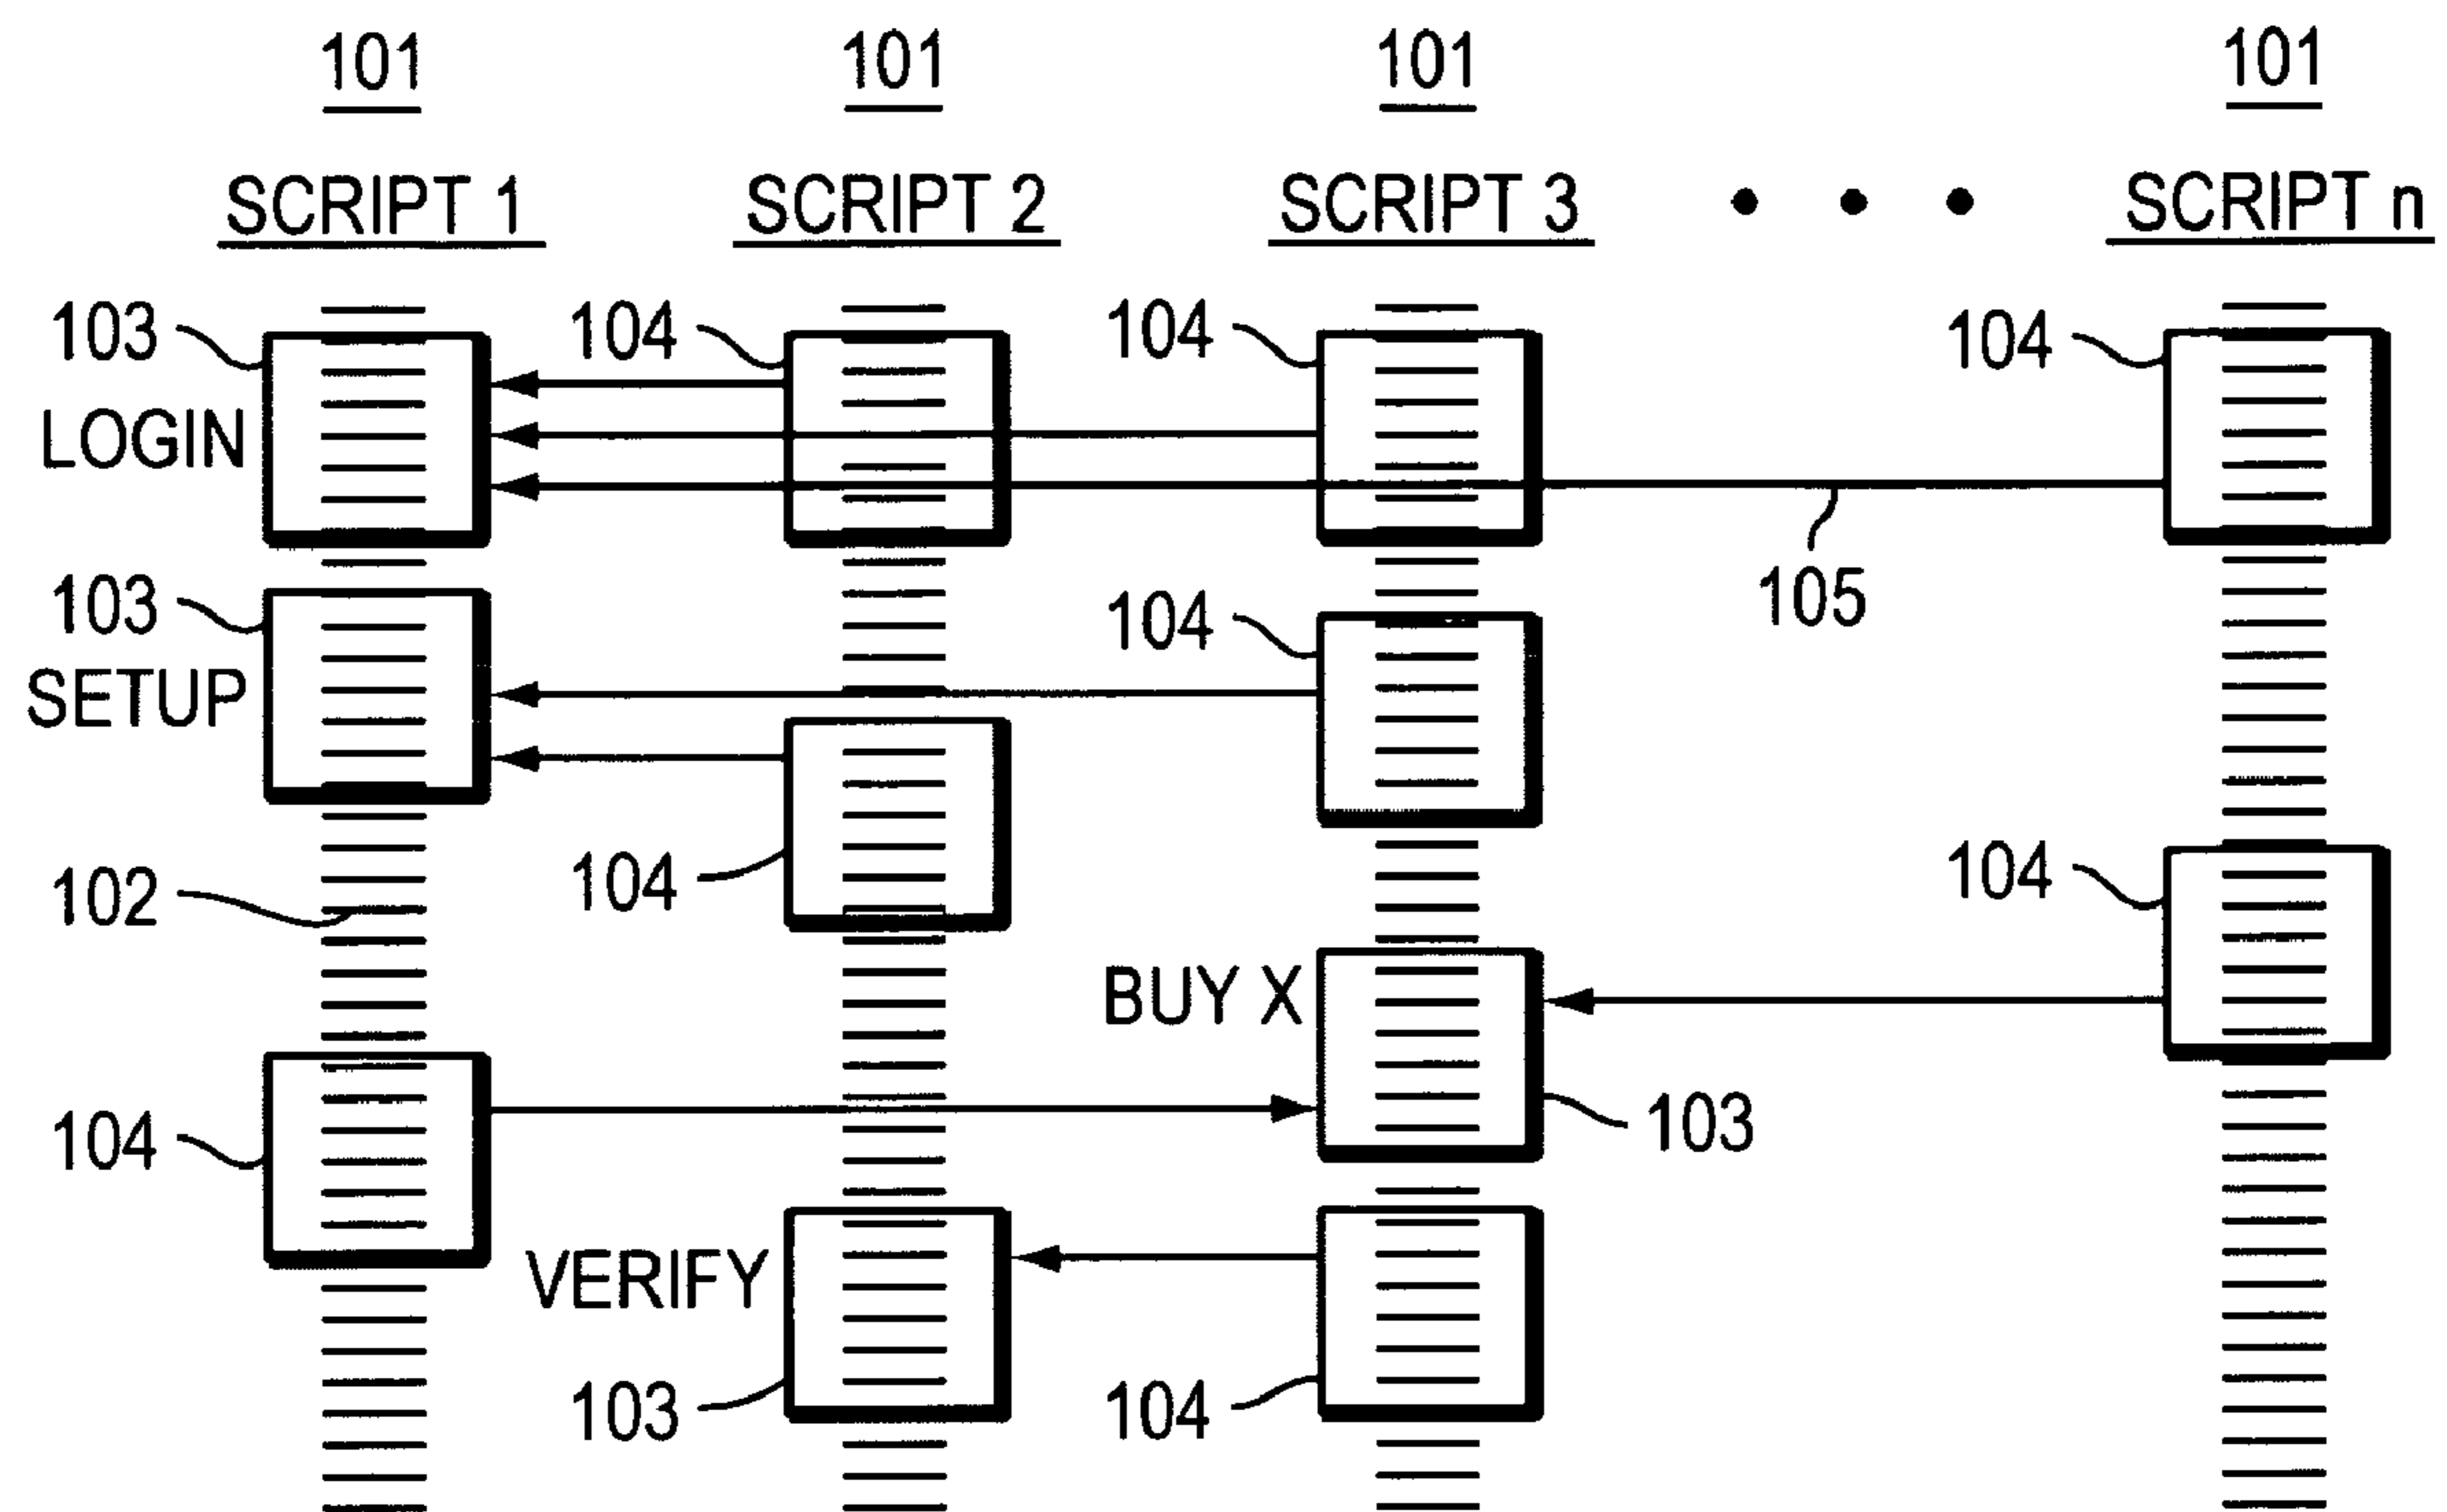 101 101 101 101
SCRIPT 1 SCRIPT 2 SCRIPT 3 • • • SCRIPT n
103 104 104 104
LOGIN
105
103 104
SETUP
102 104 104
BUY X
104 103
VERIFY
103 104